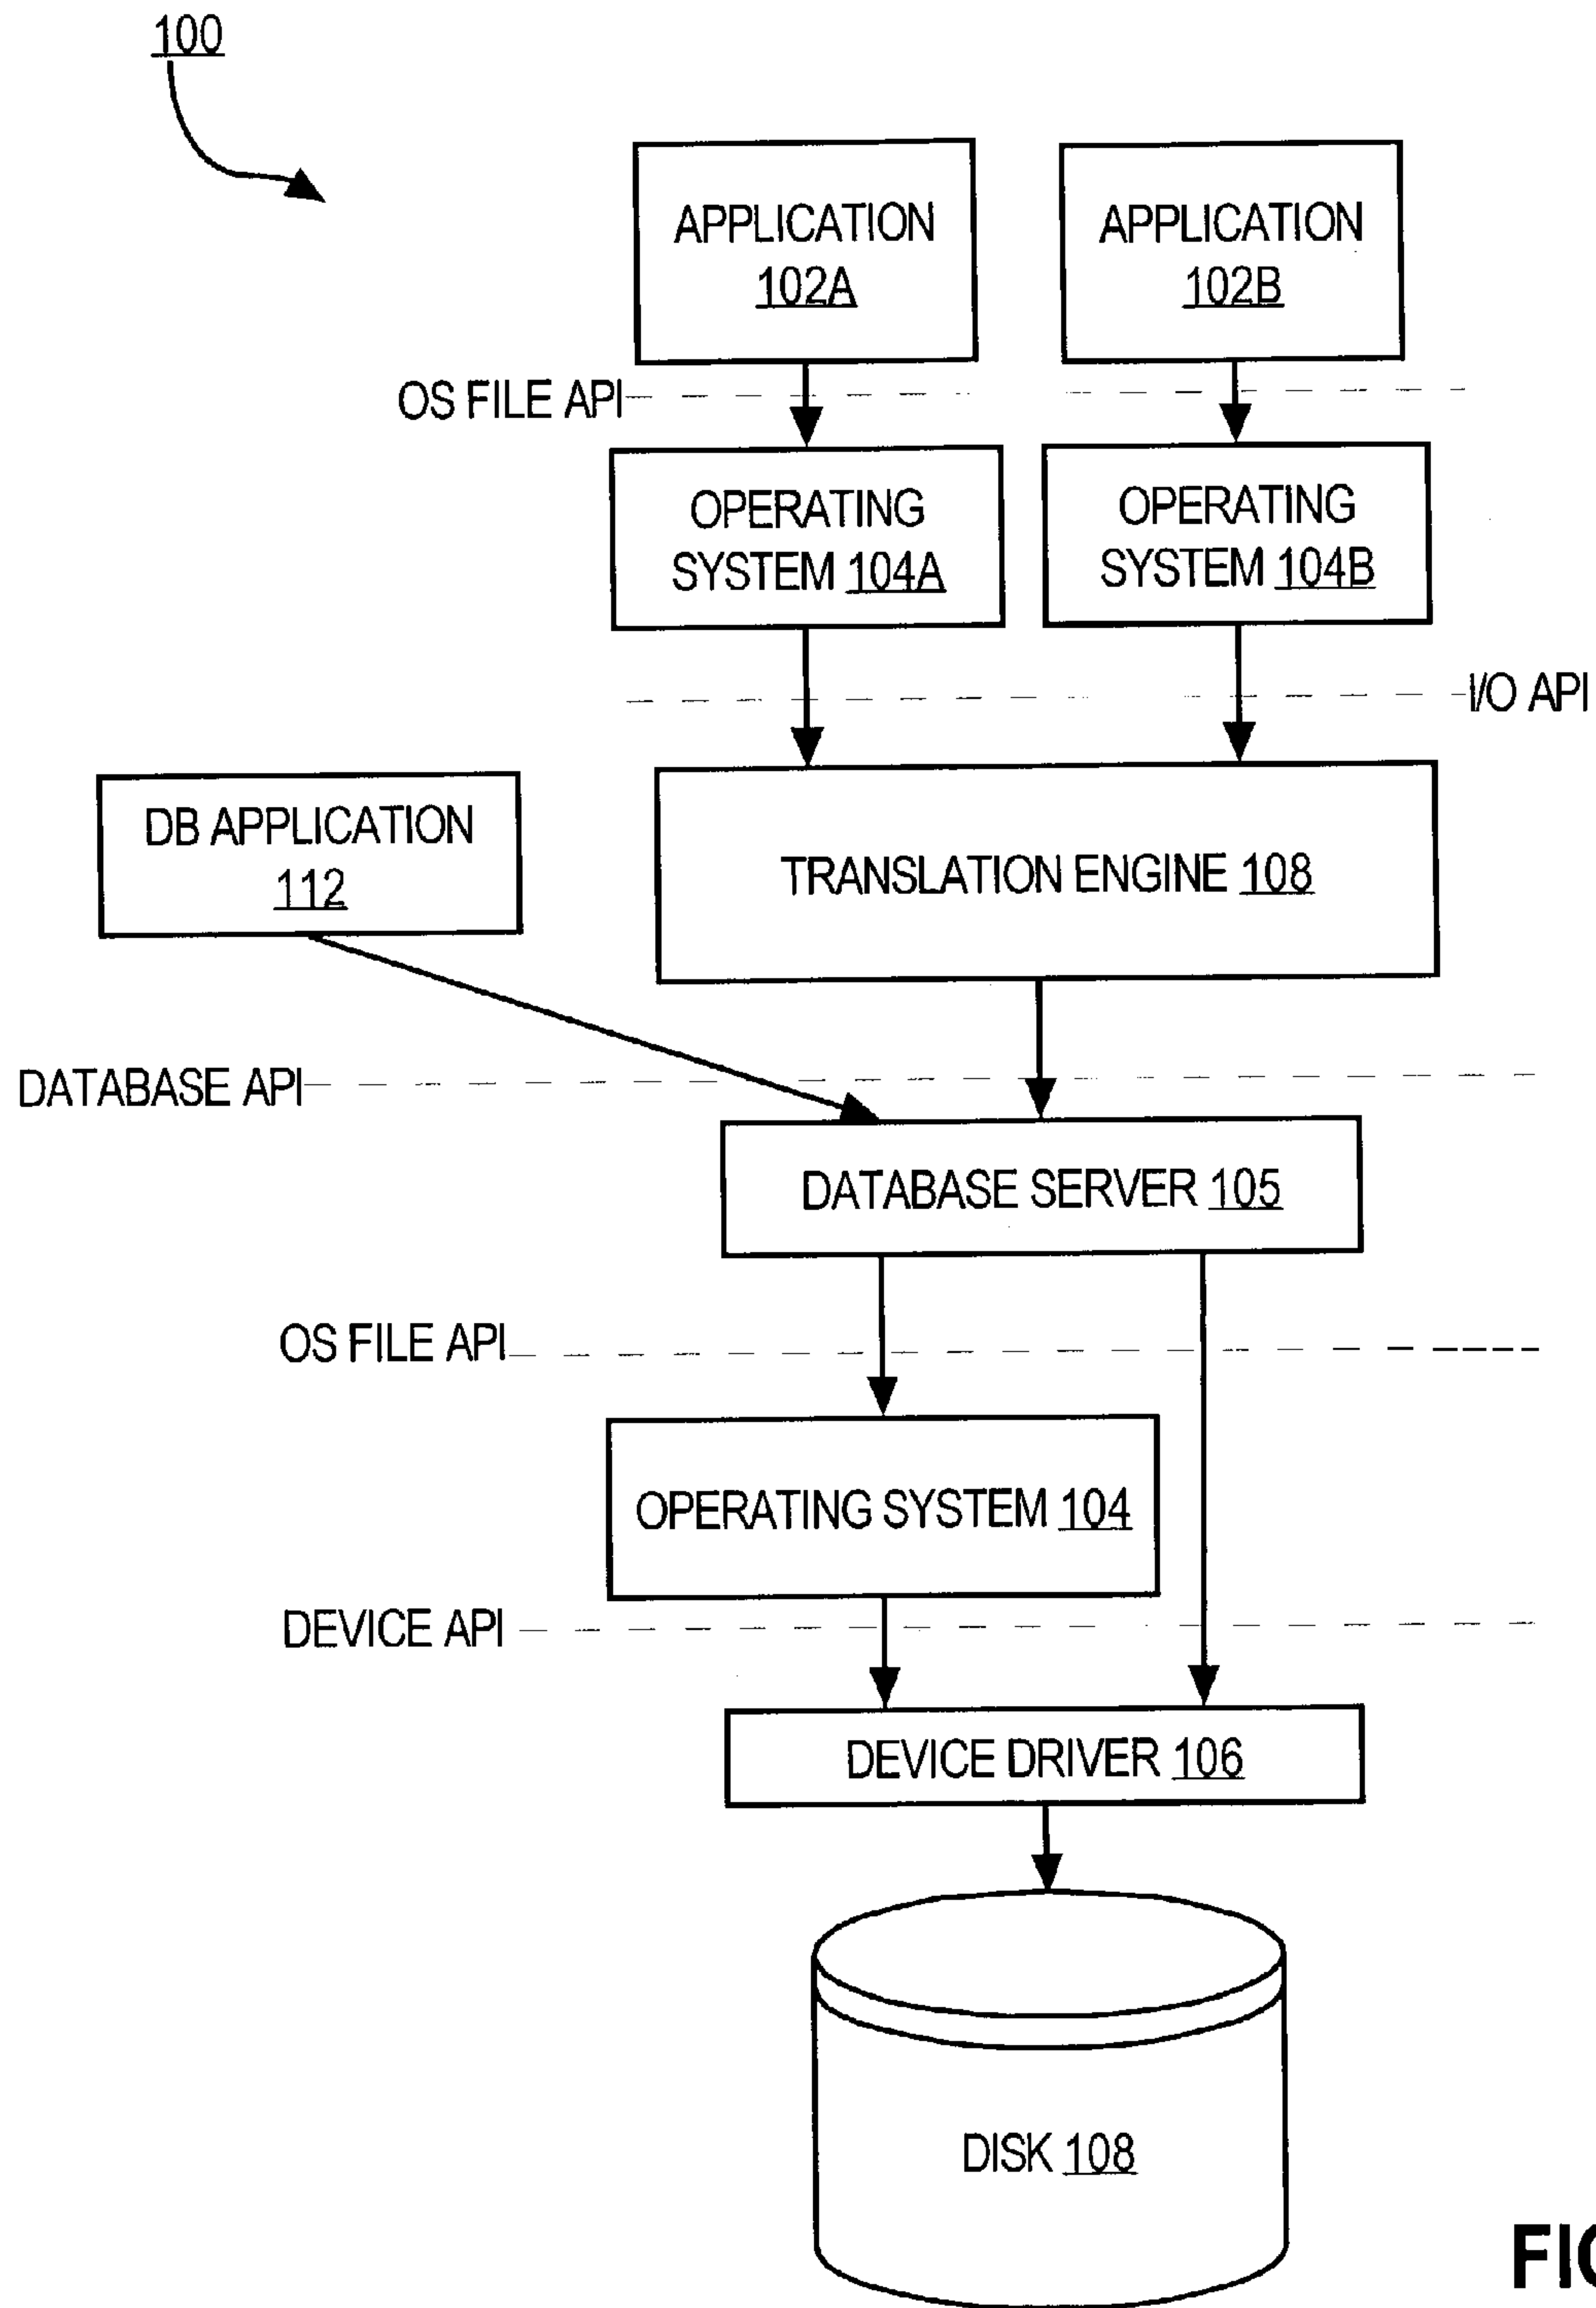 100
APPLICATION
102A
APPLICATION
102B
OS FILE API
OPERATING
SYSTEM 104A
OPERATING
SYSTEM 104B
I/O API
DB APPLICATION
112
TRANSLATION ENGINE 108
DATABASE API
DATABASE SERVER 105
OS FILE API
OPERATING SYSTEM 104
DEVICE API
DEVICE DRIVER 106
DISK 108